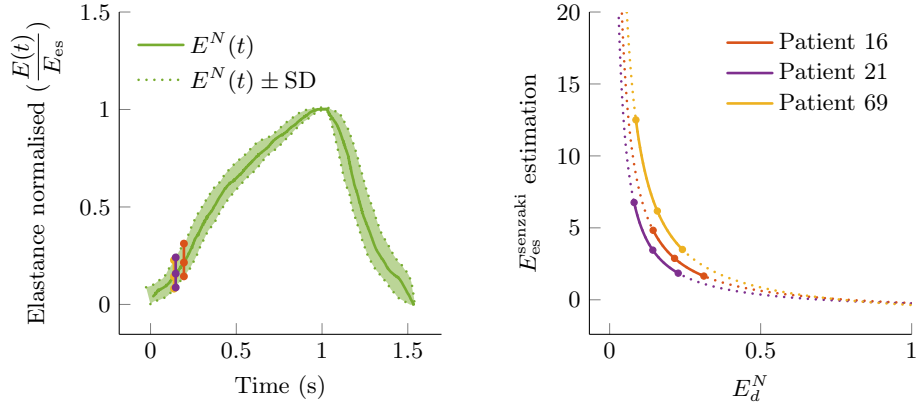 Elastance normalised (E(t)/E_es)
1.5
1
0.5
0
E^N(t)
E^N(t) ± SD
0
0.5
1
1.5
Time (s)
E_es^senzaki estimation
20
15
10
5
0
Patient 16
Patient 21
Patient 69
0
0.5
1
E_d^N